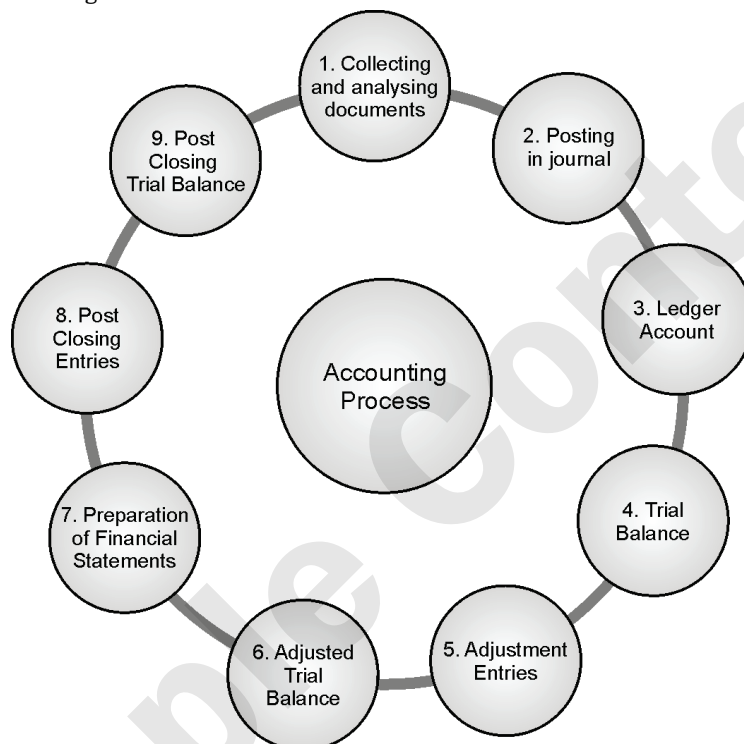 1. Collecting
and analysing
documents
2. Posting
in journal
3. Ledger
Account
4. Trial
Balance
5. Adjustment
Entries
6. Adjusted
Trial
Balance
7. Preparation
of Financial
Statements
8. Post
Closing
Entries
9. Post
Closing
Trial Balance
Accounting
Process